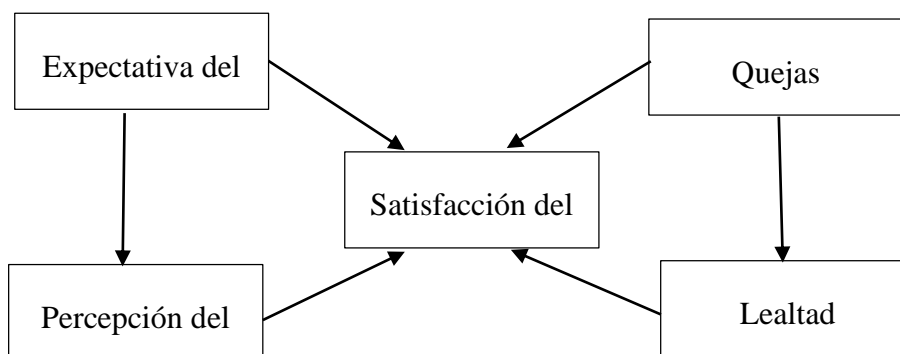 Expectativa del
Quejas
Satisfacción del
Percepción del
Lealtad